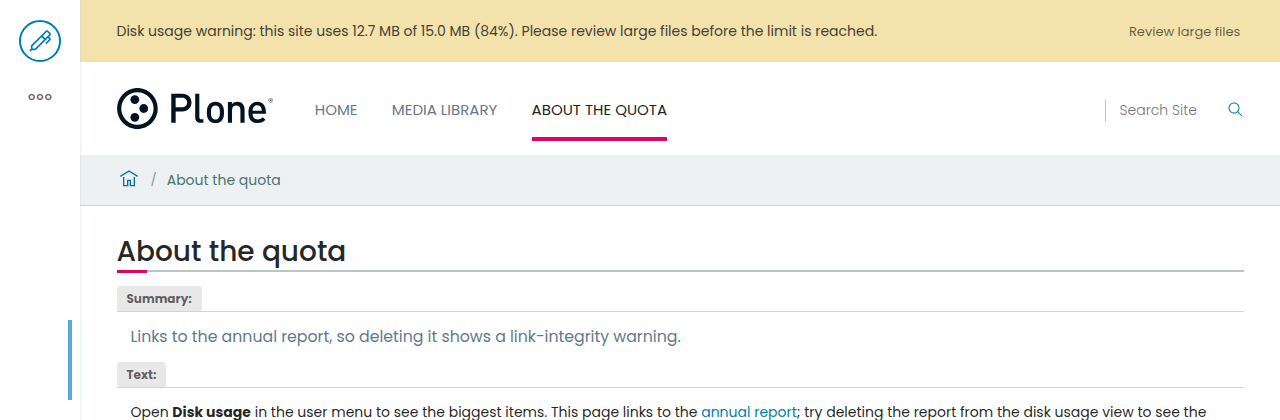 Disk usage warning: this site uses 12.7 MB of 15.0 MB (84%). Please review large files before the limit is reached.
Review large files
Plone®
HOME
MEDIA LIBRARY
ABOUT THE QUOTA
Search Site
/ About the quota
About the quota
Summary:
Links to the annual report, so deleting it shows a link-integrity warning.
Text:
Open Disk usage in the user menu to see the biggest items. This page links to the annual report; try deleting the report from the disk usage view to see the